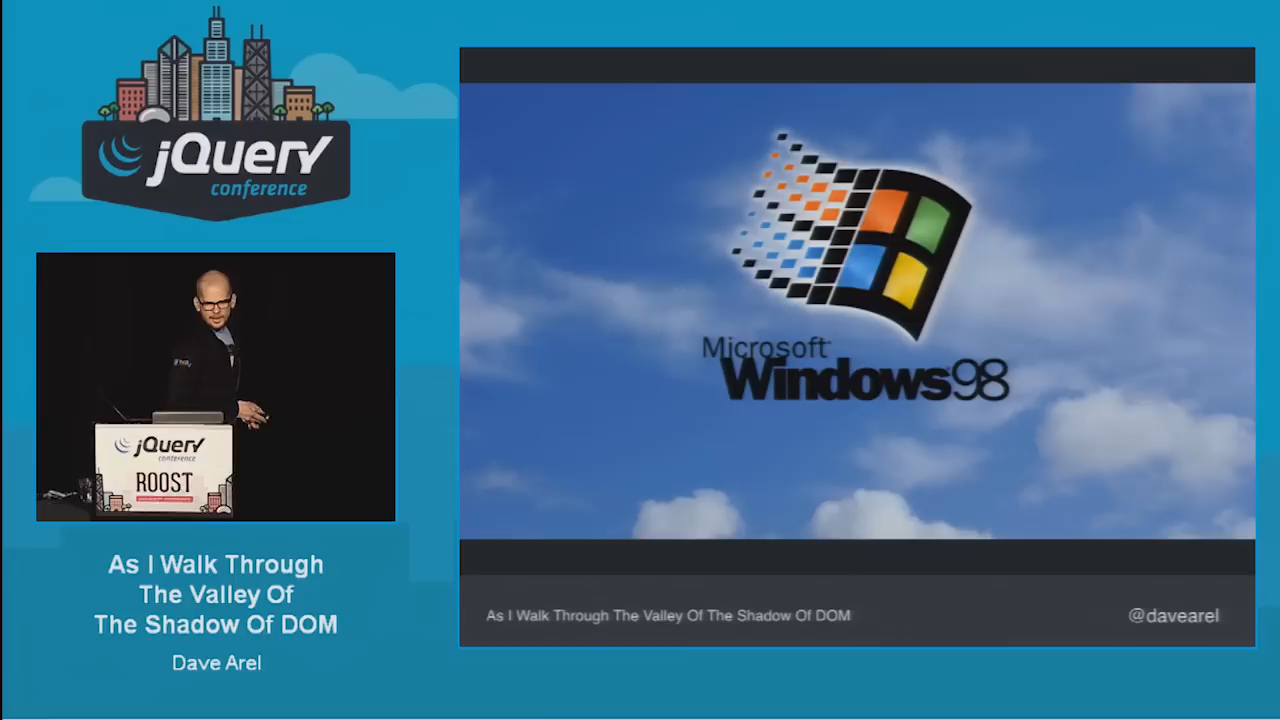 jQuery
conference
jQuery
conference
ROOST
As I Walk Through
The Valley Of
The Shadow Of DOM
Dave Arel
Microsoft
Windows98
As I Walk Through The Valley Of The Shadow Of DOM
@davearel